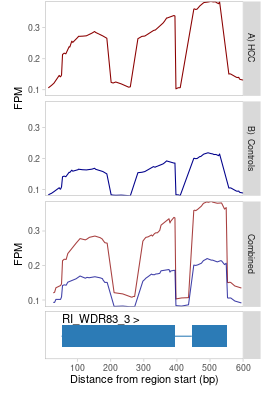 0.3
0.2
0.1
A) HCC
FPM
0.3
0.2
0.1
B): Controls
0.3
0.2
0.1
FPM
Combined
RI_WDR83_3 >
100 200 300 400 500 600
Distance from region start (bp)